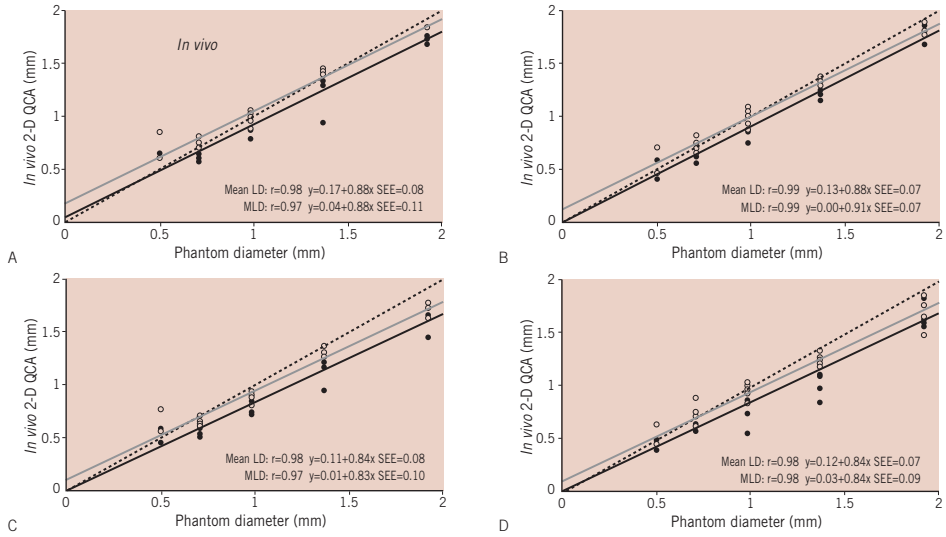 2
1.5
1
0.5
0
In vivo 2-D QCA (mm)
In vivo
Mean LD: r=0.98 y=0.17+0.88x SEE=0.08
MLD: r=0.97 y=0.04+0.88x SEE=0.11
0 0.5 1 1.5 2
Phantom diameter (mm)
A
2
1.5
1
0.5
0
In vivo 2-D QCA (mm)
Mean LD: r=0.99 y=0.13+0.88x SEE=0.07
MLD: r=0.99 y=0.00+0.91x SEE=0.07
0 0.5 1 1.5 2
Phantom diameter (mm)
B
2
1.5
1
0.5
0
In vivo 2-D QCA (mm)
Mean LD: r=0.98 y=0.11+0.84x SEE=0.08
MLD: r=0.97 y=0.01+0.83x SEE=0.10
0 0.5 1 1.5 2
Phantom diameter (mm)
C
2
1.5
1
0.5
0
In vivo 2-D QCA (mm)
Mean LD: r=0.98 y=0.12+0.84x SEE=0.07
MLD: r=0.98 y=0.03+0.84x SEE=0.09
0 0.5 1 1.5 2
Phantom diameter (mm)
D